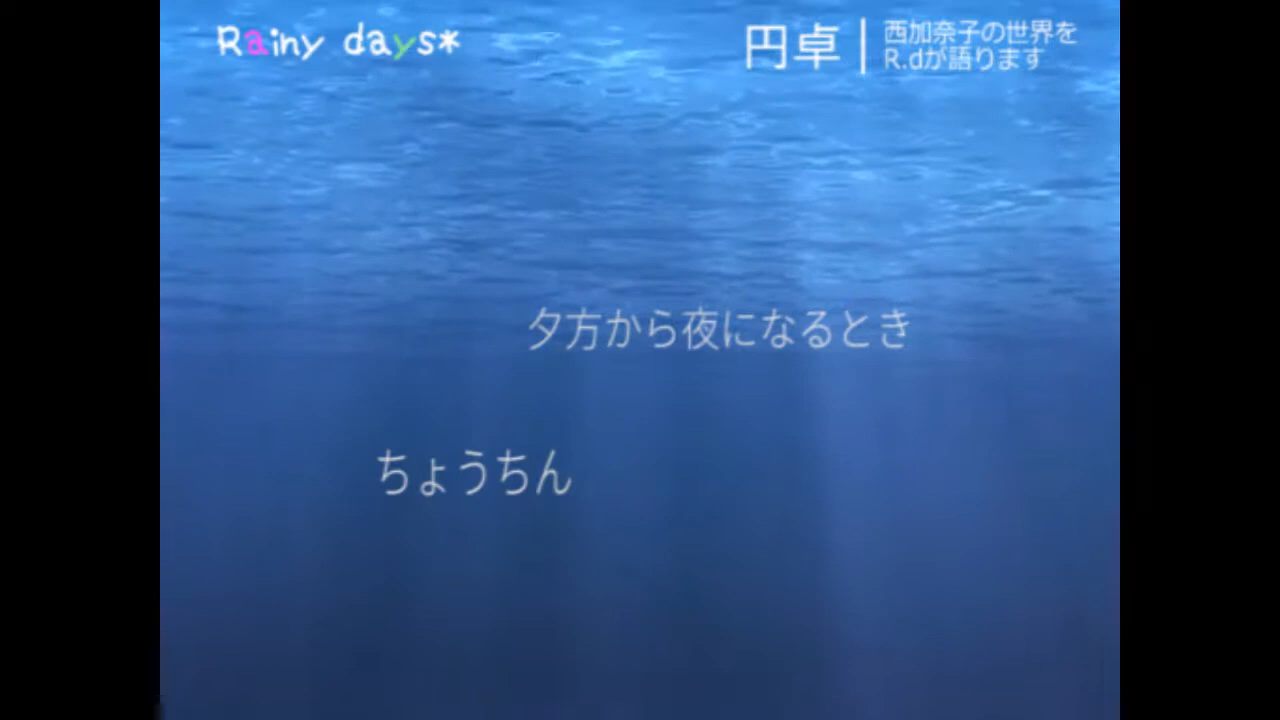 Rainy days*
円卓
西加奈子の世界を
R.dが語ります
夕方から夜になるとき
ちょうちん